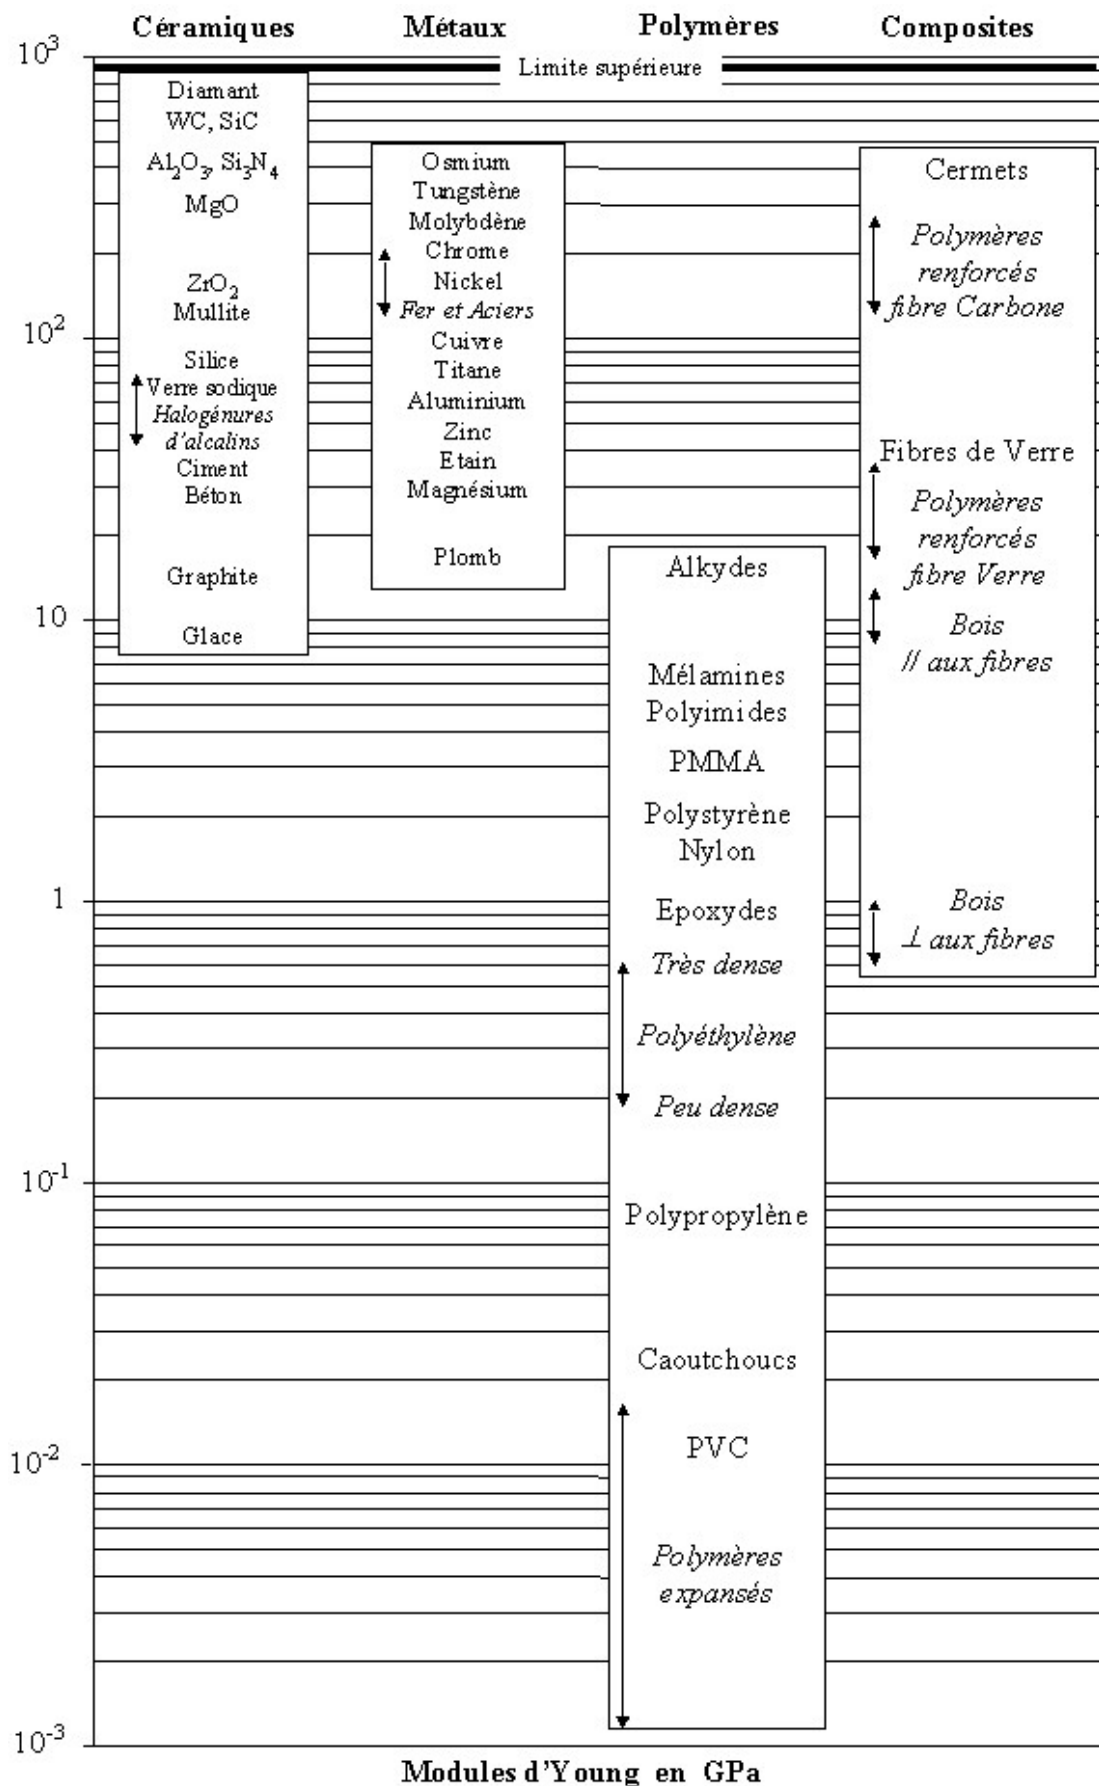 Céramiques Métaux Polymères Composites
10³
Limite supérieure
Diamant
WC, SiC
Al₂O₃, Si₃N₄
MgO
ZrO₂
Mullite
Silice
Verre sodique
Halogénures
d'alcalins
Ciment
Béton
Graphite
Glace
Osmium
Tungstène
Molybdène
Chrome
Nickel
Fer et Aciers
Cuivre
Titane
Aluminium
Zinc
Etain
Magnésium
Plomb
Alkydes
Mélamines
Polyimides
PMMA
Polystyrène
Nylon
Epoxydes
Très dense
Polyéthylène
Peu dense
Polypropylène
Caoutchoucs
PVC
Polymères
expansés
Cermets
Polymères
renforcés
fibre Carbone
Fibres de Verre
Polymères
renforcés
fibre Verre
Bois
// aux fibres
Bois
⊥ aux fibres
10²
10
1
10⁻¹
10⁻²
10⁻³
Modules d'Young en GPa